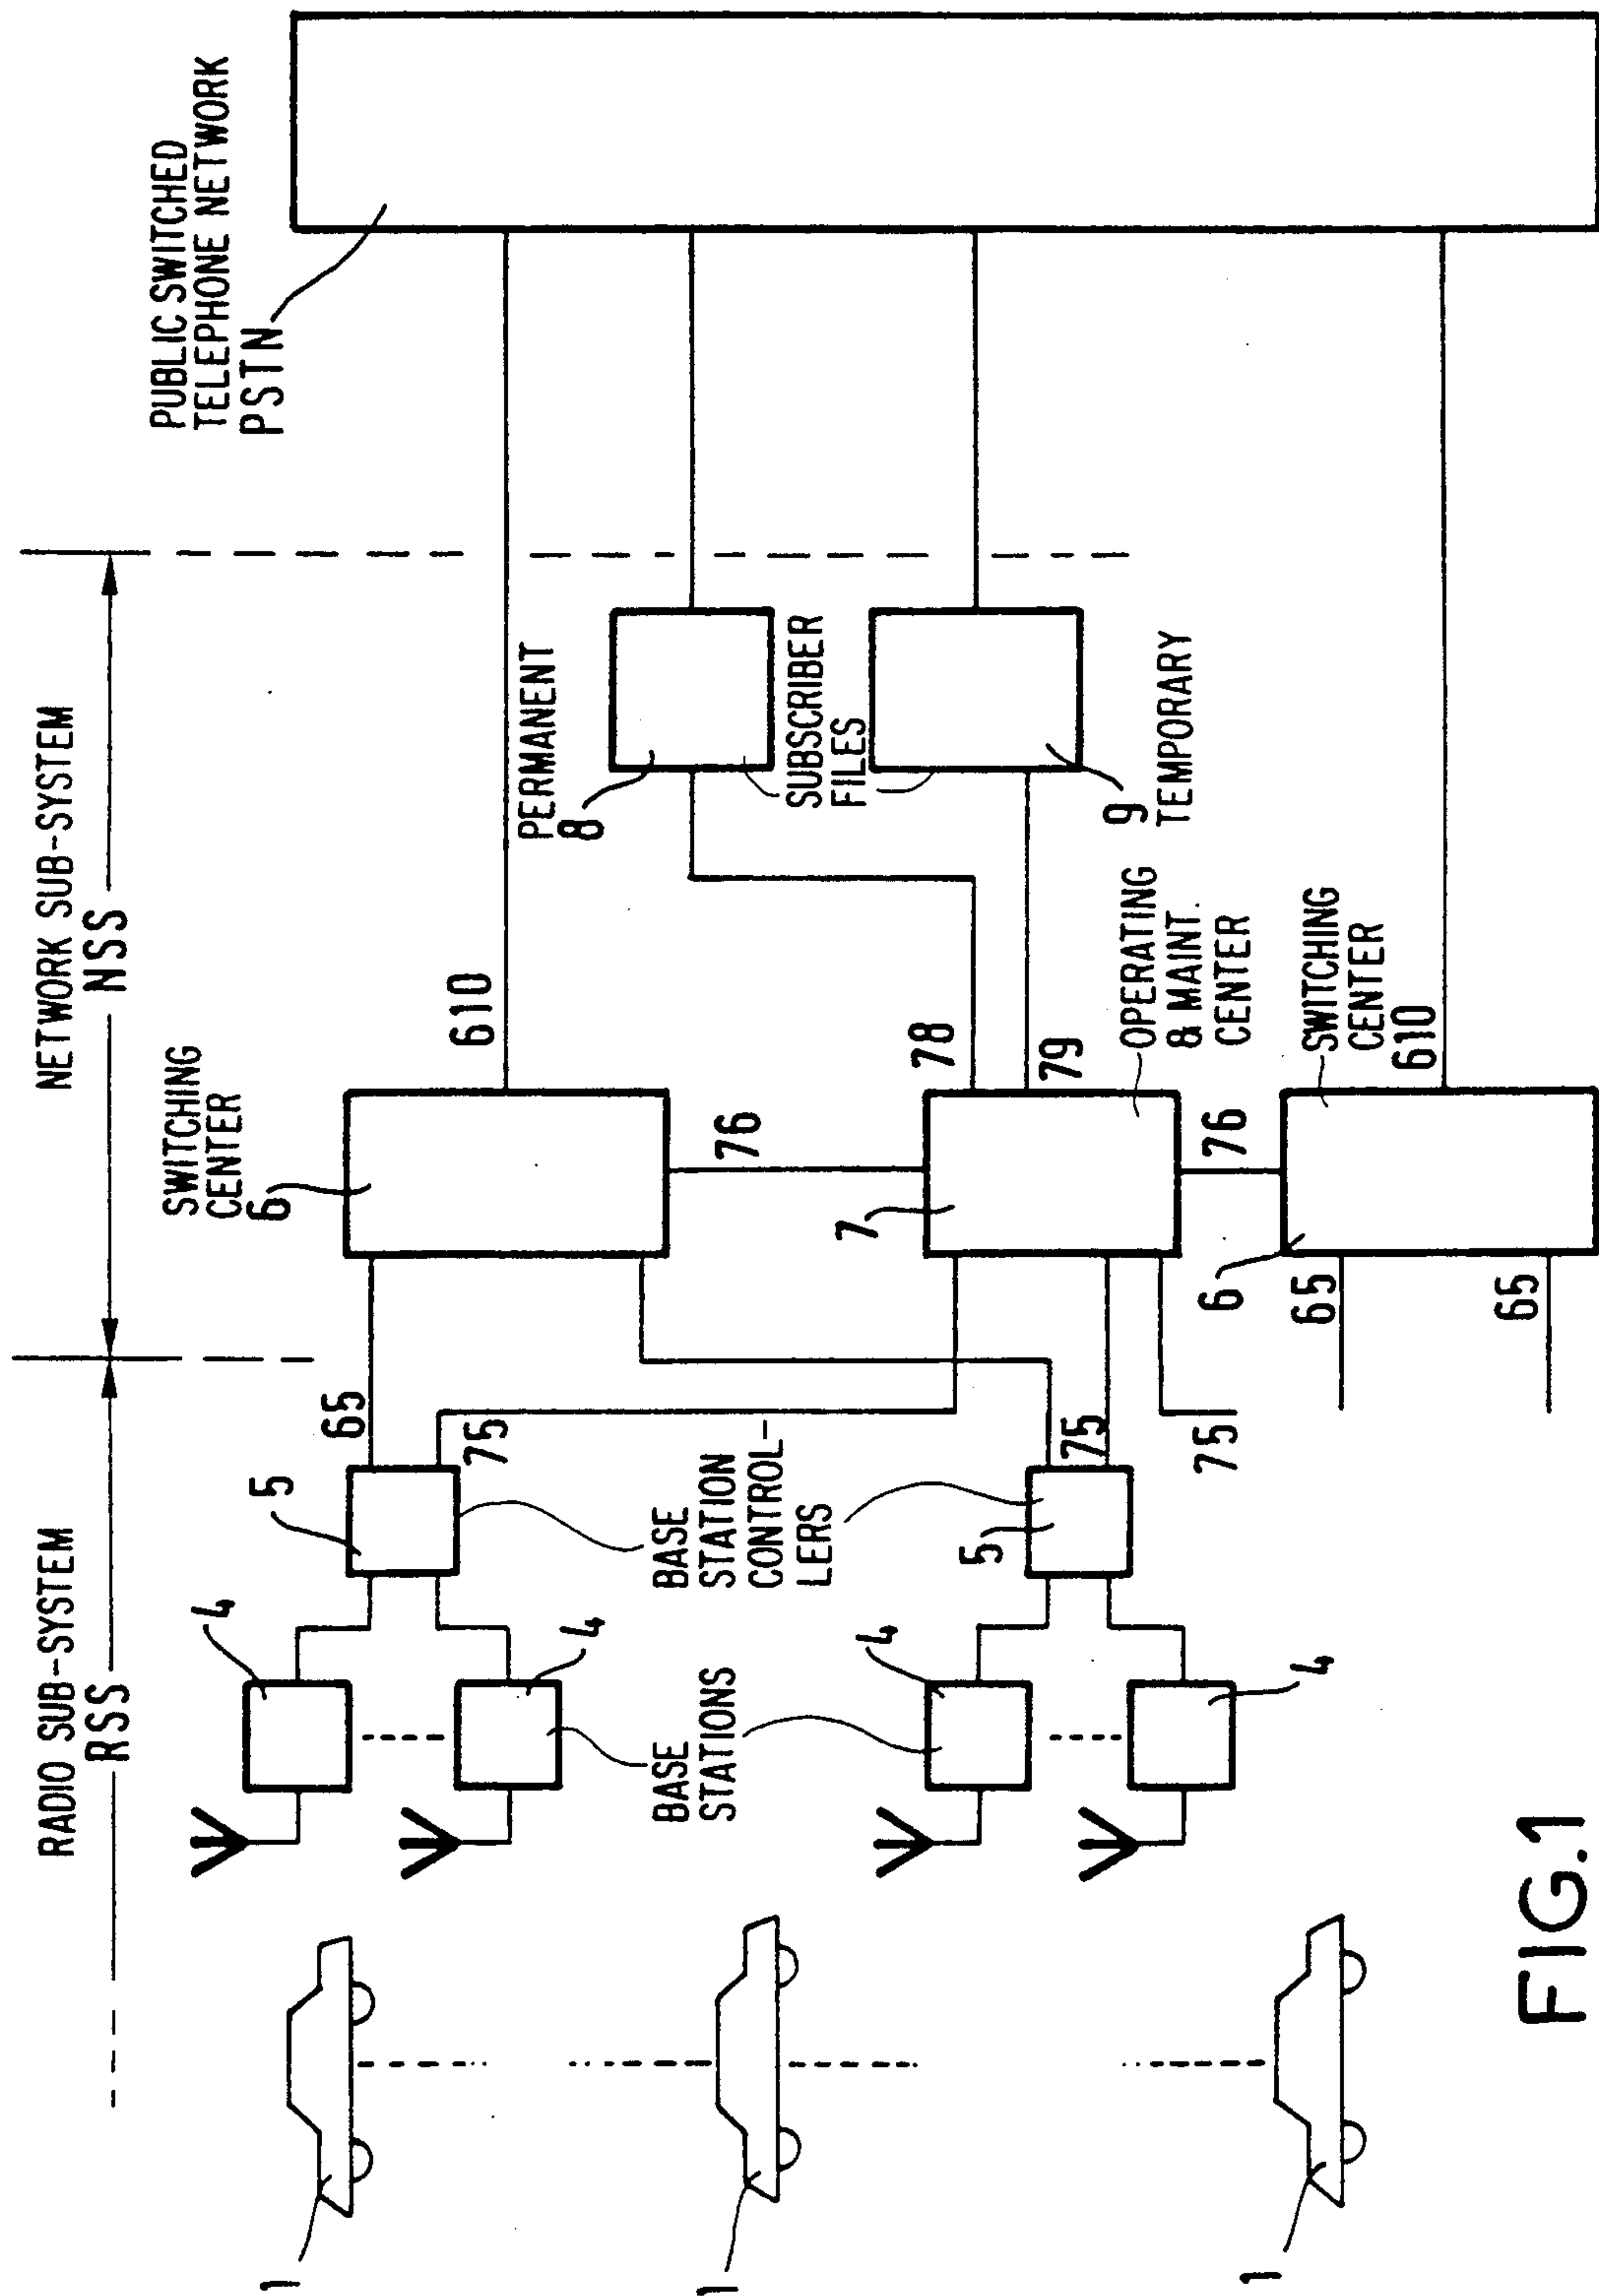 RADIO SUB-SYSTEM
RSS
NETWORK SUB-SYSTEM
NSS
PUBLIC SWITCHED
TELEPHONE NETWORK
PSTN
SWITCHING
CENTER
6
4
5
65
610
4
75
PERMANENT
8
76
BASE
STATIONS
BASE
STATION
CONTROL-
LERS
SUBSCRIBER
FILES
7
78
4
5
75
79
9
TEMPORARY
OPERATING
& MAINT.
CENTER
4
75
76
6
65
SWITCHING
CENTER
610
65
1
1
1
FIG.1